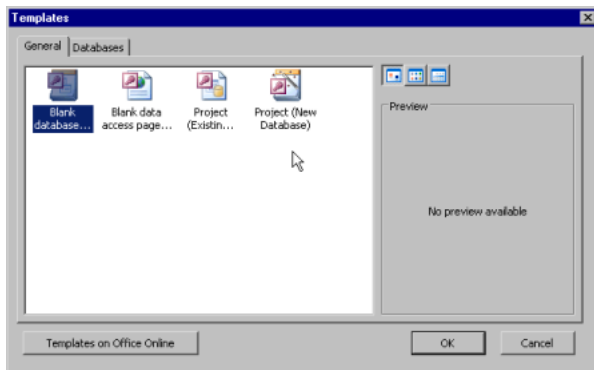 Templates
General
Databases
Blank
database...
Blank data
access page...
Project
(Existin...
Project (New
Database)
Preview
No preview available
Templates on Office Online
OK
Cancel